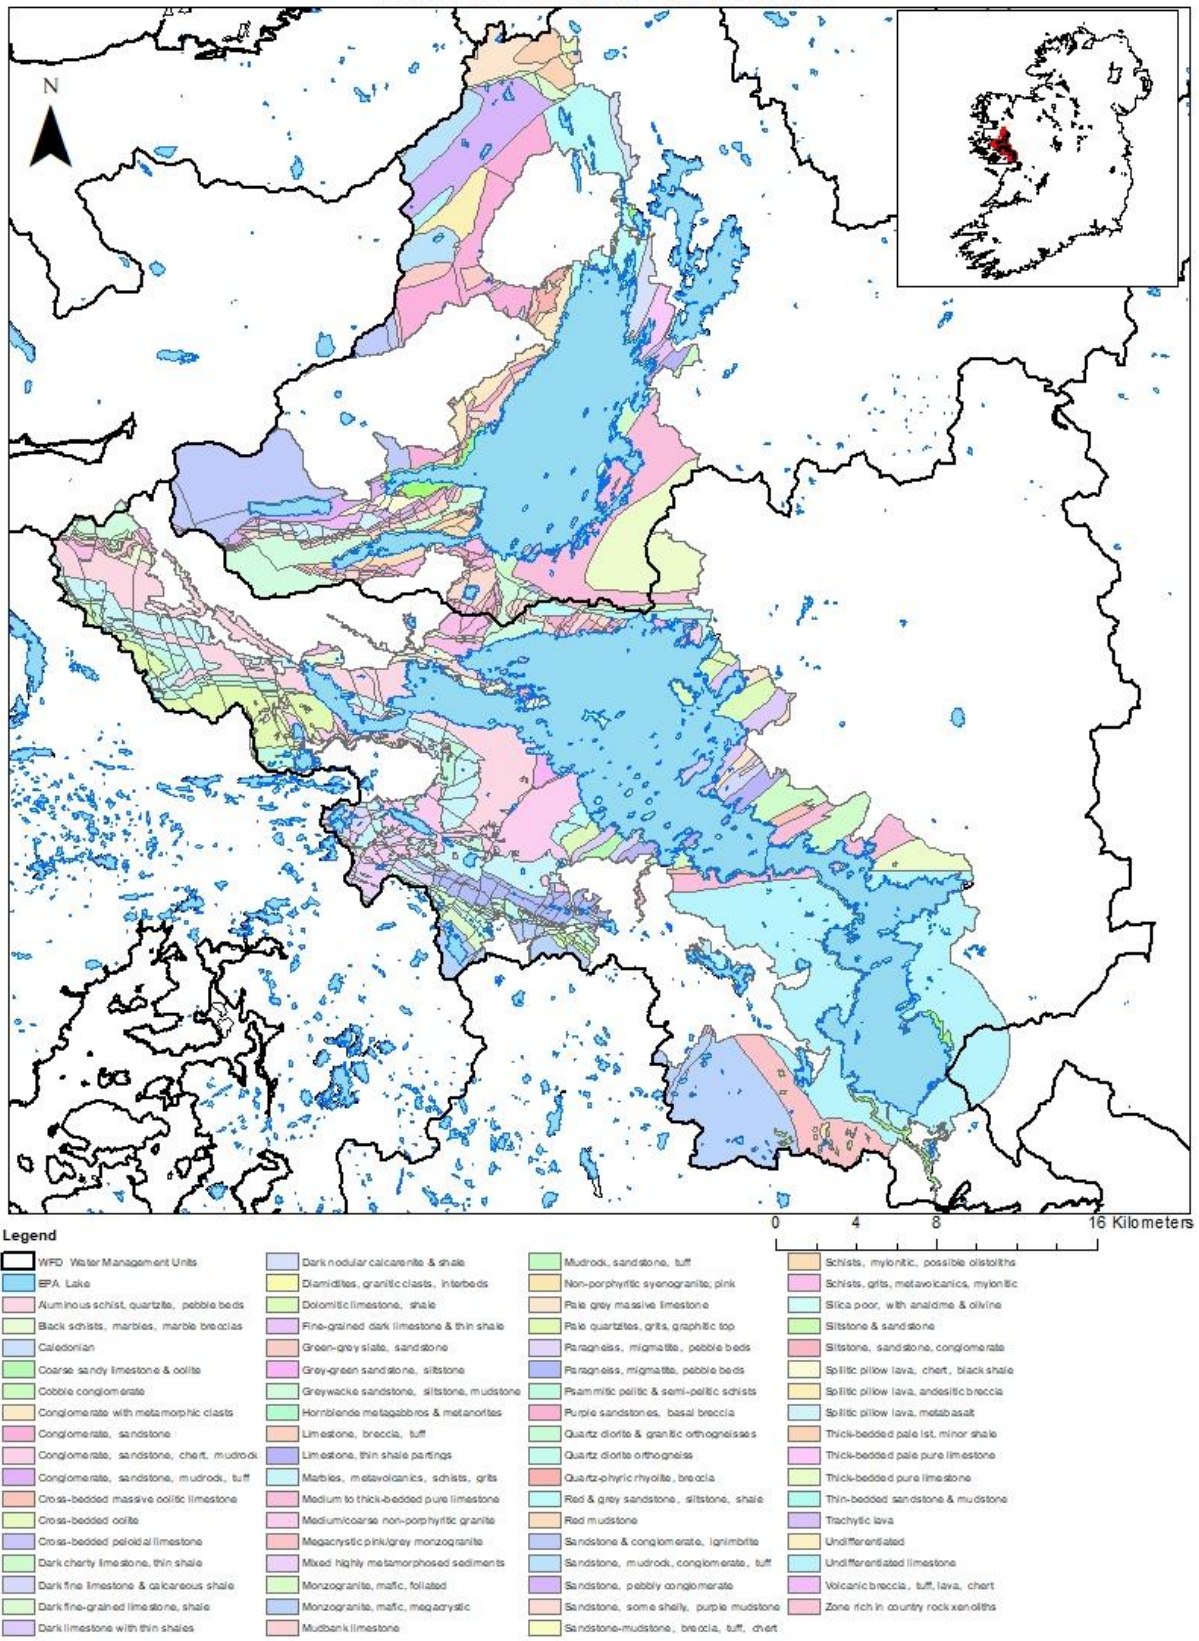 N
0 4 8 16 Kilometers
Legend
WFD Water Management Units
EPA Lake
Aluminous schist, quartzite, pebble beds
Black schists, marbles, marble breccias
Caledonian
Coarse sandy limestone & oolite
Cobble conglomerate
Conglomerate with metamorphic clasts
Conglomerate, sandstone
Conglomerate, sandstone, chert, mudrock
Conglomerate, sandstone, mudrock, tuff
Cross-bedded massive oolitic limestone
Cross-bedded oolite
Cross-bedded peloidal limestone
Dark cherty limestone, thin shale
Dark fine limestone & calcareous shale
Dark fine-grained limestone, shale
Dark limestone with thin shales
Dark nodular calcarenite & shale
Diamictites, granitic clasts, interbeds
Dolomitic limestone, shale
Fine-grained dark limestone & thin shale
Green-grey slate, sandstone
Grey-green sandstone, siltstone
Greywacke sandstone, siltstone, mudstone
Hornblende metagabbros & metanorites
Limestone, breccia, tuff
Limestone, thin shale partings
Marbles, metavolcanics, schists, grits
Medium to thick-bedded pure limestone
Medium/coarse non-porphyritic granite
Megacrystic pink/grey monzogranite
Mixed highly metamorphosed sediments
Monzogranite, mafic, foliated
Monzogranite, mafic, megacrystic
Mudbank limestone
Mudrock, sandstone, tuff
Non-porphyritic syenogranite; pink
Pale grey massive limestone
Pale quartzites, grits, graphitic top
Paragneiss, migmatite, pebble beds
Paragneiss, migmatite, pebble beds
Psammitic pelitic & semi-pelitic schists
Purple sandstones, basal breccia
Quartz diorite & granitic orthogneisses
Quartz diorite orthogneiss
Quartz-phyric rhyolite, breccia
Red & grey sandstone, siltstone, shale
Red mudstone
Sandstone & conglomerate, ignimbrite
Sandstone, mudrock, conglomerate, tuff
Sandstone, pebbly conglomerate
Sandstone, some shelly, purple mudstone
Sandstone-mudstone, breccia, tuff, chert
Schists, mylonitic, possible olistoliths
Schists, grits, metavolcanics, mylonitic
Silica poor, with analcime & olivine
Siltstone & sandstone
Siltstone, sandstone, conglomerate
Spilitic pillow lava, chert, black shale
Spilitic pillow lava, andesitic breccia
Spilitic pillow lava, metabasalt
Thick-bedded pale lst, minor shale
Thick-bedded pale pure limestone
Thick-bedded pure limestone
Thin-bedded sandstone & mudstone
Trachytic lava
Undifferentiated
Undifferentiated limestone
Volcanic breccia, tuff, lava, chert
Zone rich in country rock xenoliths